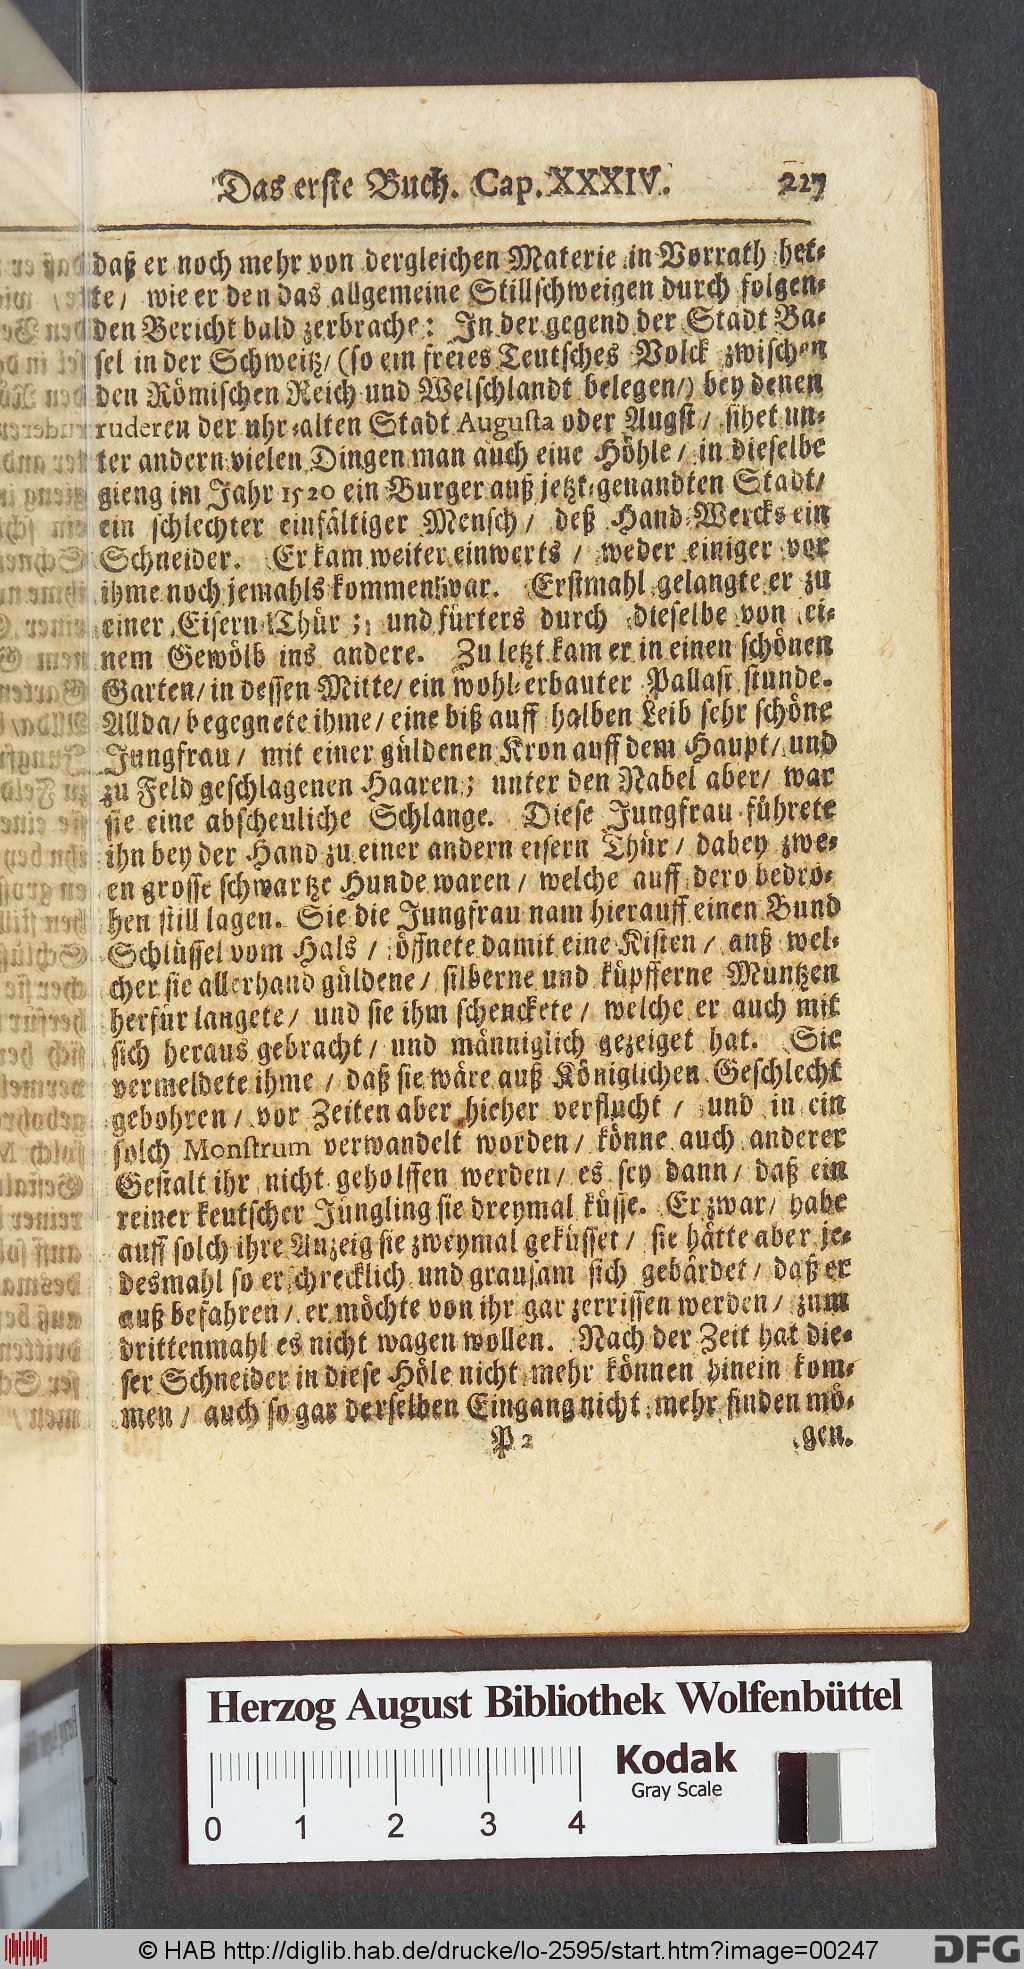 Das erste Buch. Cap. XXXIV. 227
daß er noch mehr von dergleichen Materie in Vorrath het-
te/ wie er den das allgemeine Stillschweigen durch folgen-
den Bericht bald zerbrache: In der gegend der Stadt Ba-
sel in der Schweitz/ (so ein freies Teutsches Volck zwischen
den Römischen Reich und Welschlandt belegen/) bey denen
ruderen der uhr-alten Stadt Augusta oder Augst/ sihet un-
ter andern vielen Dingen man auch eine Höhle/ in dieselbe
gieng im Jahr 1520 ein Burger auß jetzt-genandten Stadt/
ein schlechter einfältiger Mensch/ deß Hand-Wercks ein
Schneider. Er kam weiter einwerts/ weder einiger vor
ihme noch jemahls kommen war. Erstmahl gelangte er zu
einer Eisern Thür; und fürters durch dieselbe von ei-
nem Gewölb ins andere. Zu letzt kam er in einen schönen
Garten/ in dessen Mitte/ ein wohl-erbauter Pallast stunde.
Allda/ begegnete ihme/ eine biß auff halben Leib sehr schöne
Jungfrau/ mit einer güldenen Kron auff dem Haupt/ und
zu Feld geschlagenen Haaren; unter den Nabel aber/ war
sie eine abscheuliche Schlange. Diese Jungfrau führete
ihn bey der Hand zu einer andern eisern Thür/ dabey zwe-
en grosse schwartze Hunde waren/ welche auff dero bedro-
hen still lagen. Sie die Jungfrau nam hierauff einen Bund
Schlüssel vom Hals/ öffnete damit eine Kisten/ auß wel-
cher sie allerhand güldene/ silberne und küpfferne Müntzen
herfür langete/ und sie ihm schenckete/ welche er auch mit
sich heraus gebracht/ und männiglich gezeiget hat. Sie
vermeldete ihme/ daß sie wäre auß Königlichen Geschlecht
gebohren/ vor Zeiten aber hieher verflucht/ und in ein
solch Monstrum verwandelt worden/ könne auch anderer
Gestalt ihr nicht geholffen werden/ es sey dann/ daß ein
reiner keutscher Jüngling sie dreymal küsse. Er zwar/ habe
auff solch ihre Anzeig sie zweymal geküsset/ sie hätte aber je-
desmahl so erschrecklich und grausam sich gebärdet/ daß er
auß befahren/ er möchte von ihr gar zerrissen werden/ zum
drittenmahl es nicht wagen wollen. Nach der Zeit hat die-
ser Schneider in diese Höle nicht mehr können hinein kom-
men/ auch so gar derselben Eingang nicht mehr finden mö-
P 2 gen.
Herzog August Bibliothek Wolfenbüttel
Kodak
Gray Scale
0 1 2 3 4
© HAB http://diglib.hab.de/drucke/lo-2595/start.htm?image=00247
DFG